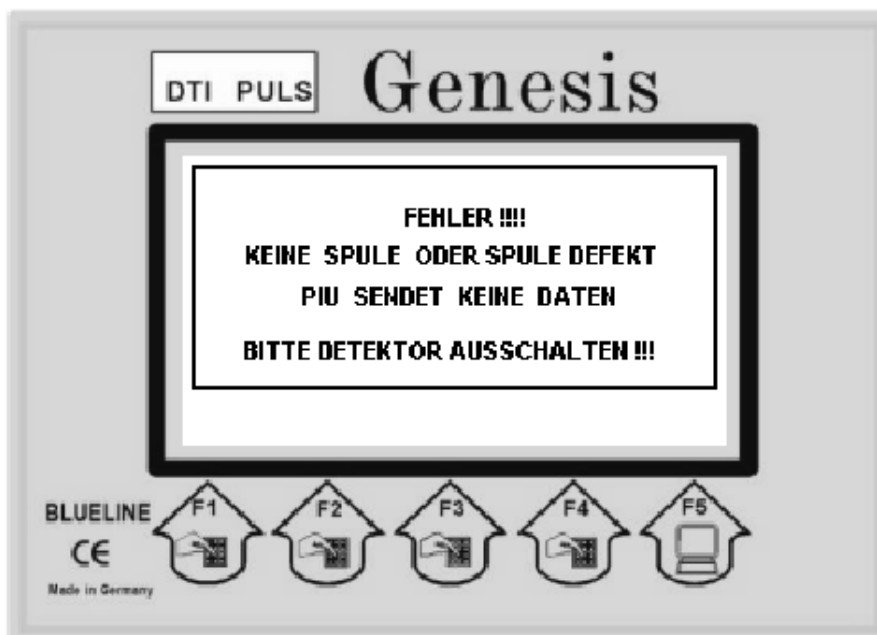 DTI PULS
Genesis
FEHLER !!!!
KEINE SPULE ODER SPULE DEFEKT
PIU SENDET KEINE DATEN
BITTE DETEKTOR AUSSCHALTEN !!!
BLUELINE
F1 F2 F3 F4 F5
CE
Made in Germany